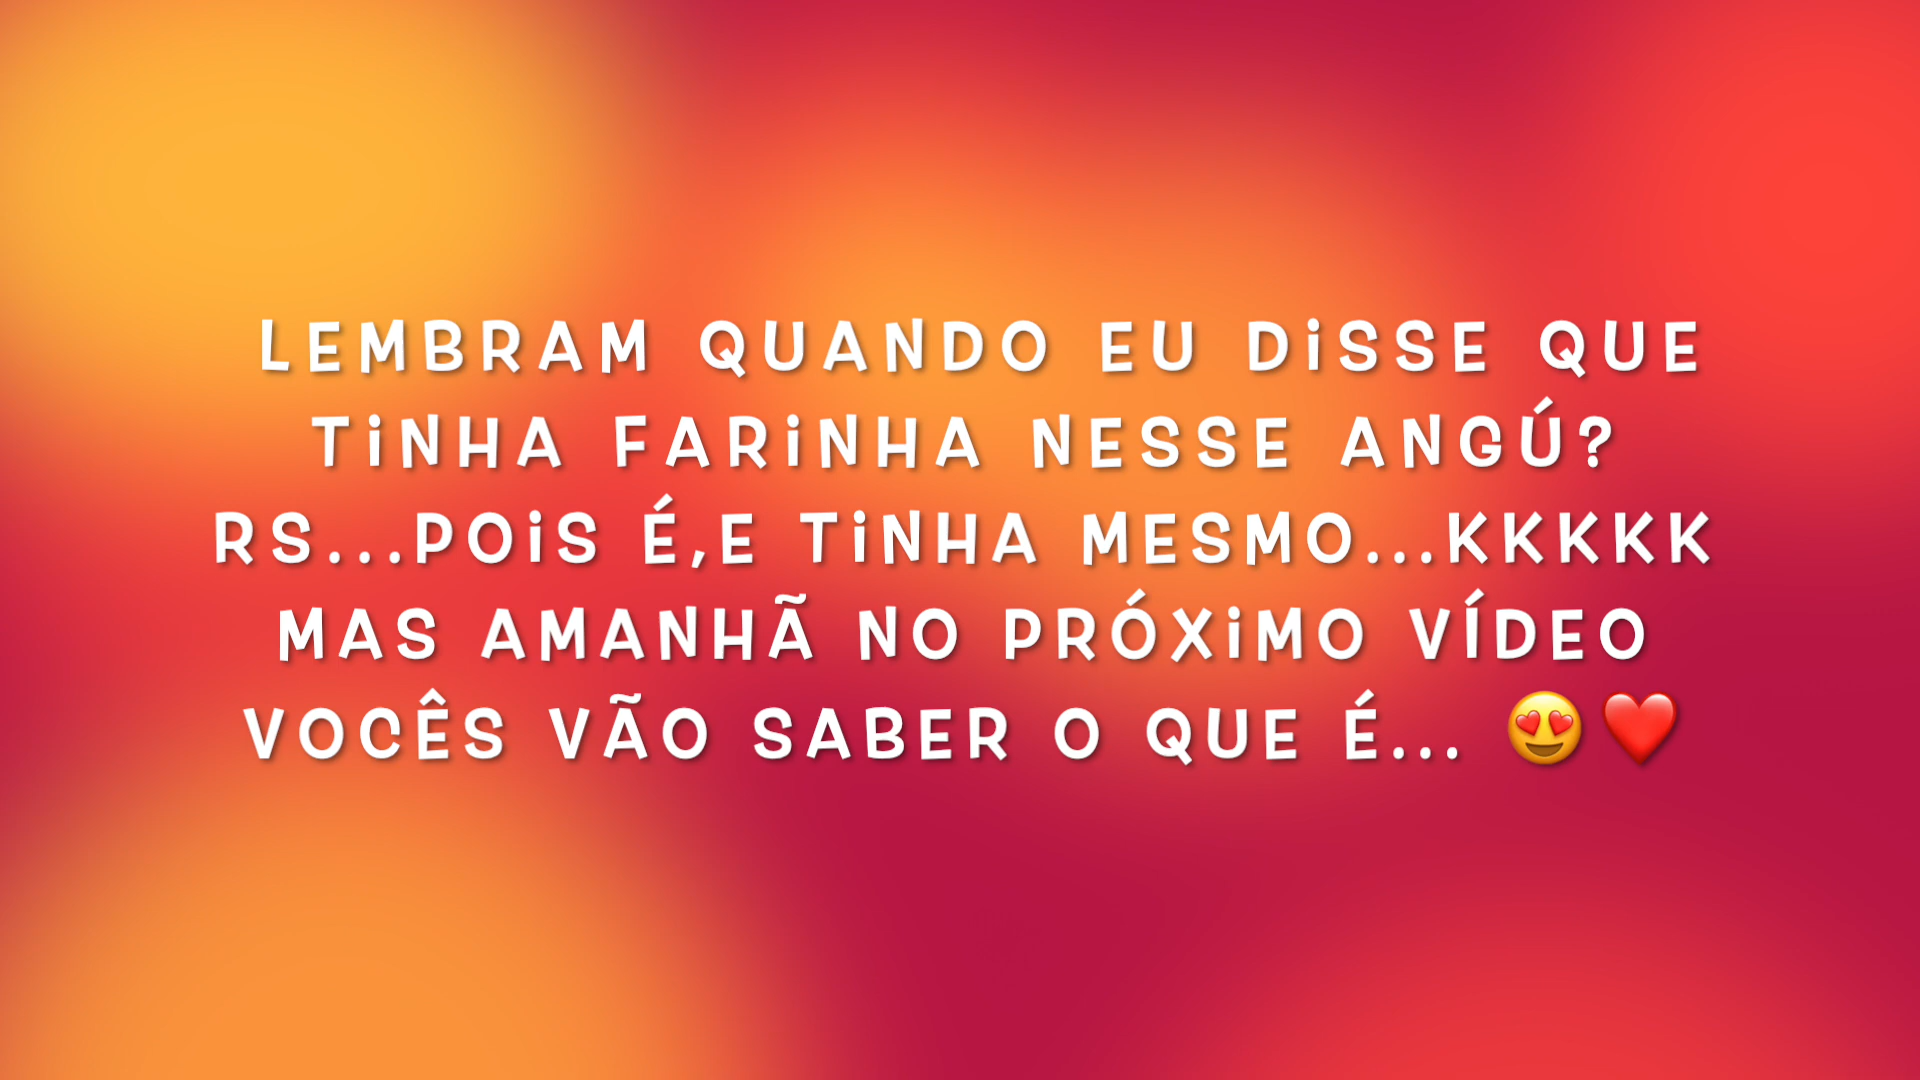 LEMBRAM QUANDO EU DiSSE QUE
TiNHA FARiNHA NESSE ANGÚ?
RS...POiS É,E TiNHA MESMO...KKKKK
MAS AMANHÃ NO PRÓXiMO VÍDEO
VOCÊS VÃO SABER O QUE É... 😍❤️